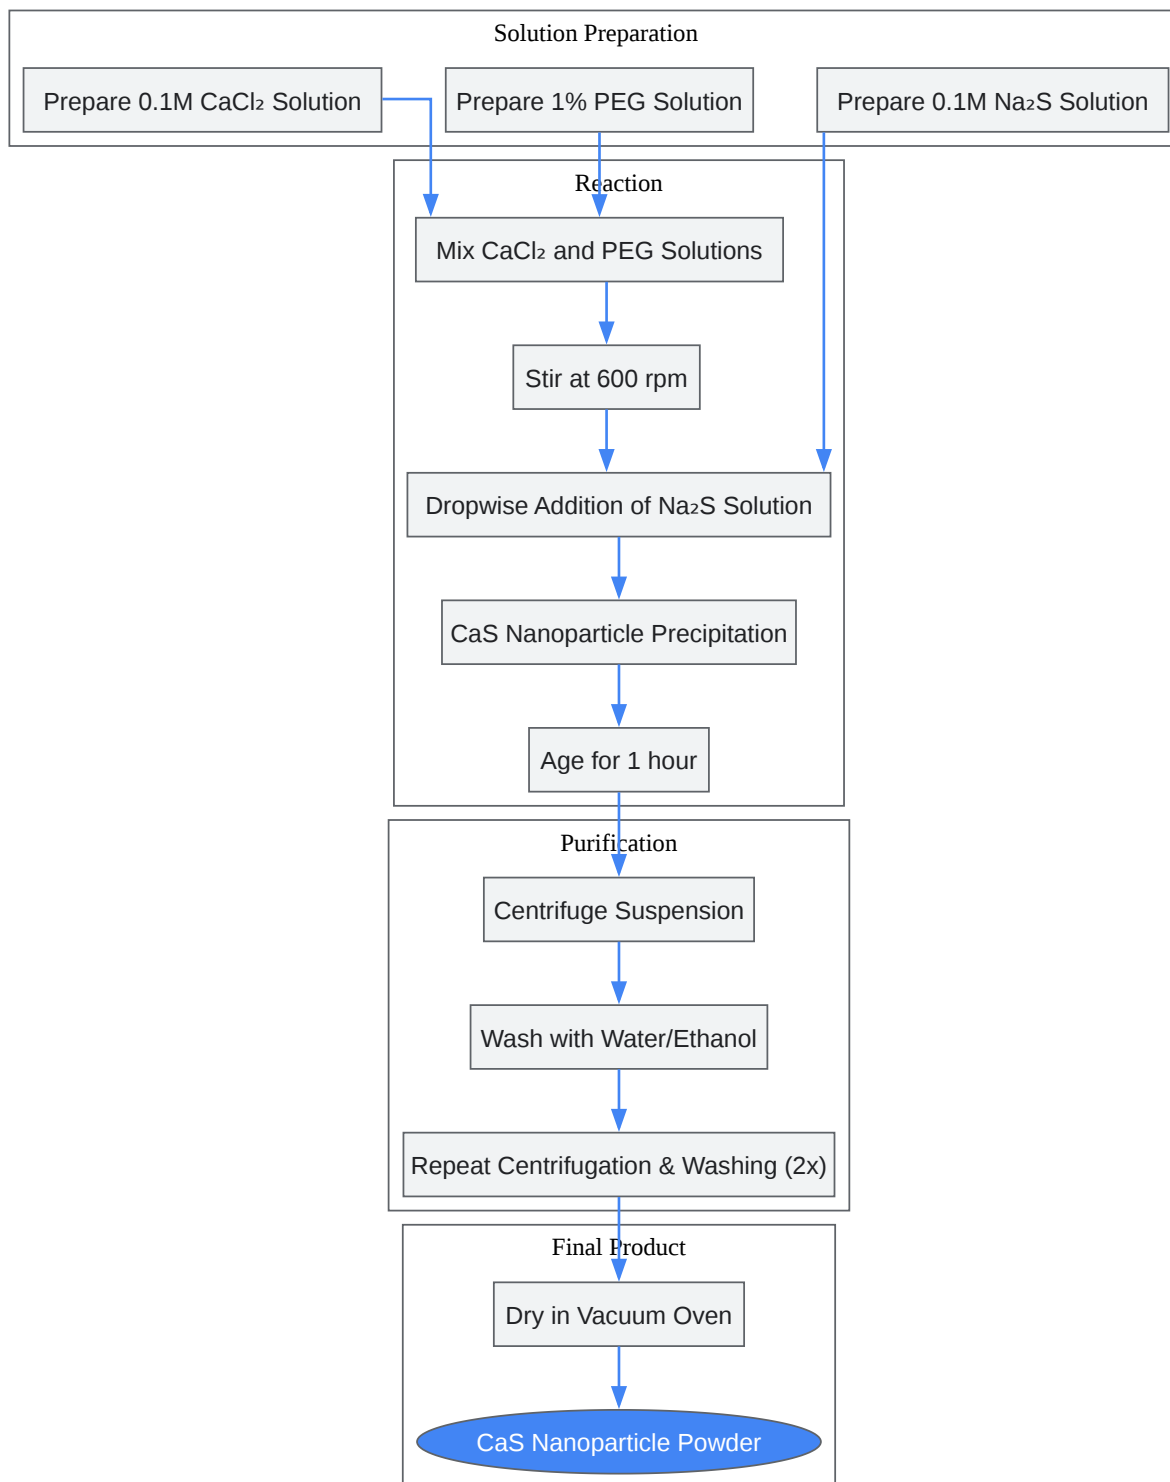 Solution Preparation
Prepare 0.1M CaCl₂ Solution
Prepare 1% PEG Solution
Prepare 0.1M Na₂S Solution
Reaction
Mix CaCl₂ and PEG Solutions
Stir at 600 rpm
Dropwise Addition of Na₂S Solution
CaS Nanoparticle Precipitation
Age for 1 hour
Purification
Centrifuge Suspension
Wash with Water/Ethanol
Repeat Centrifugation & Washing (2x)
Final Product
Dry in Vacuum Oven
CaS Nanoparticle Powder